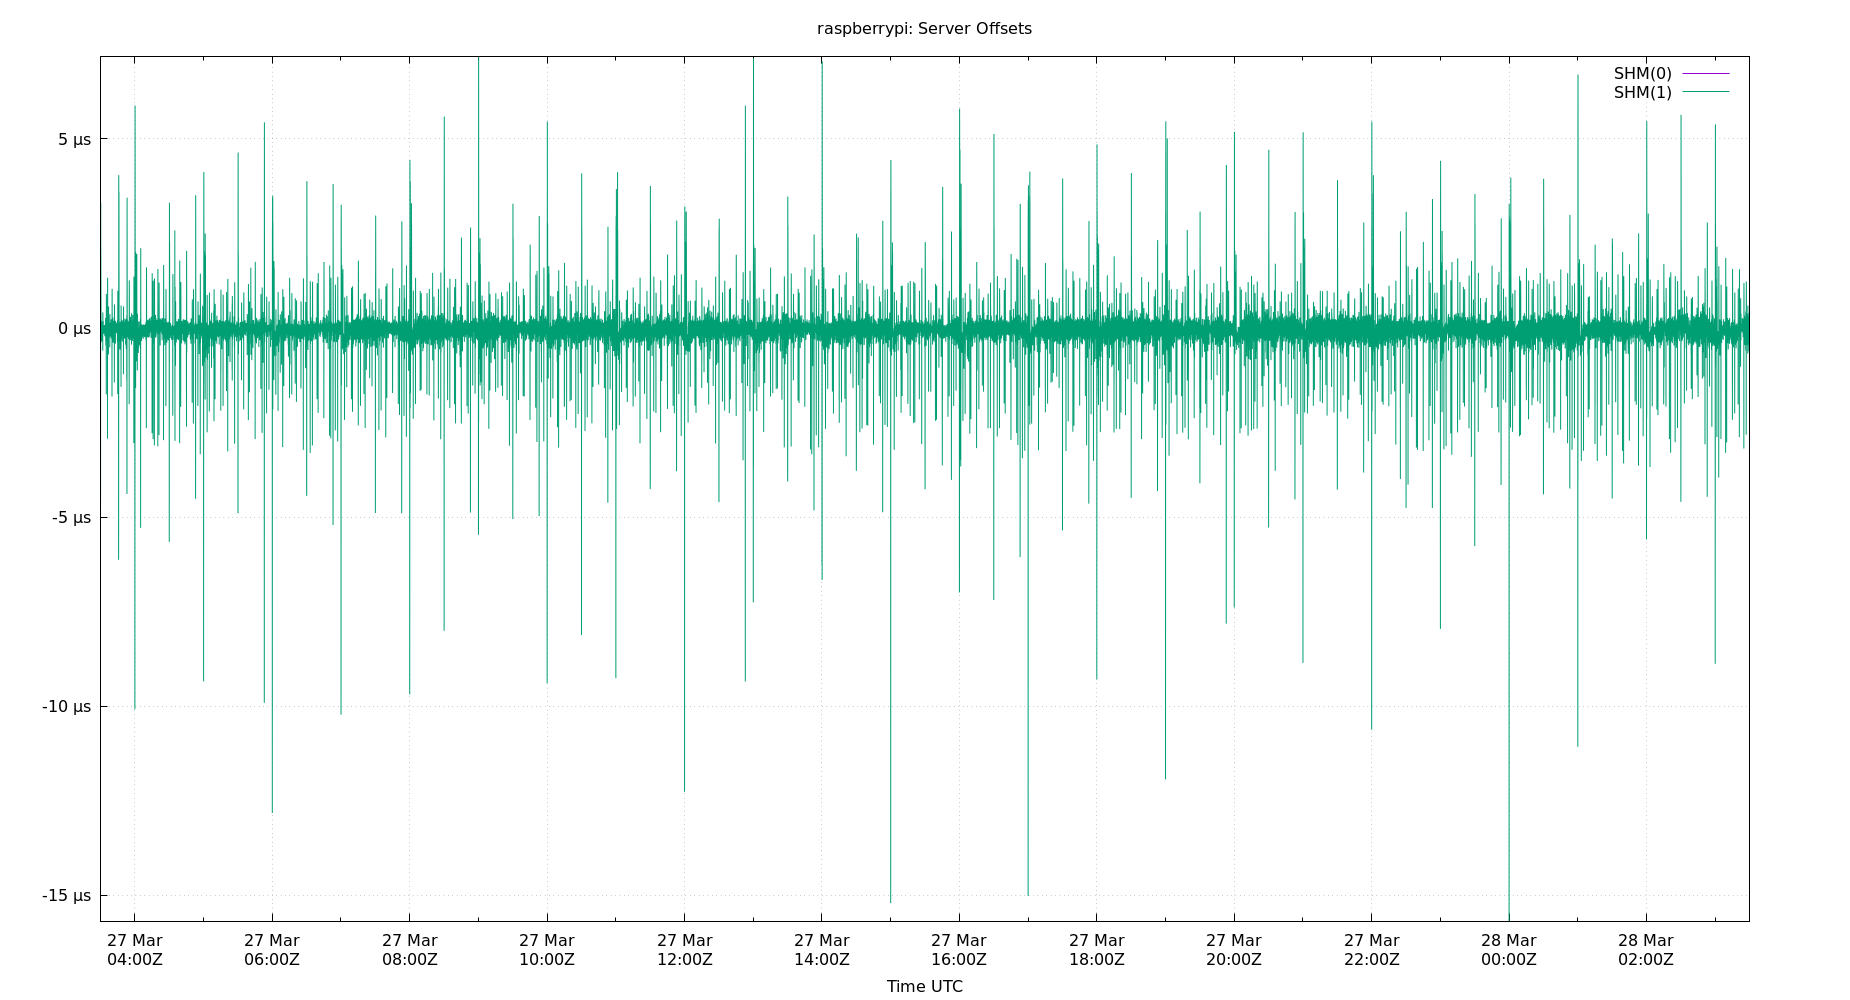 raspberrypi: Server Offsets
SHM(0)
SHM(1)
5 µs
0 µs
-5 µs
-10 µs
-15 µs
27 Mar 27 Mar 27 Mar 27 Mar 27 Mar 27 Mar 27 Mar 27 Mar 27 Mar 27 Mar 28 Mar 28 Mar
04:00Z 06:00Z 08:00Z 10:00Z 12:00Z 14:00Z 16:00Z 18:00Z 20:00Z 22:00Z 00:00Z 02:00Z
Time UTC